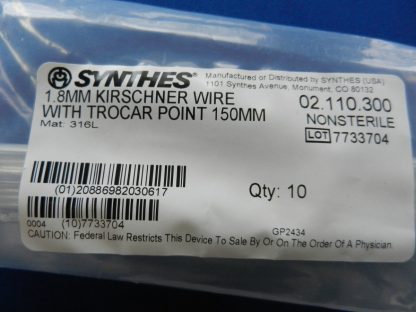 SYNTHES®
Manufactured or Distributed by SYNTHES (USA)
1101 Synthes Avenue, Monument, CO 80132
1.8MM KIRSCHNER WIRE
WITH TROCAR POINT 150MM
Mat: 316L
02.110.300
NONSTERILE
LOT 7733704
(01)20886982030617
Qty: 10
0004 (10)7733704
GP2434
CAUTION: Federal Law Restricts This Device To Sale By Or On The Order Of A Physician.